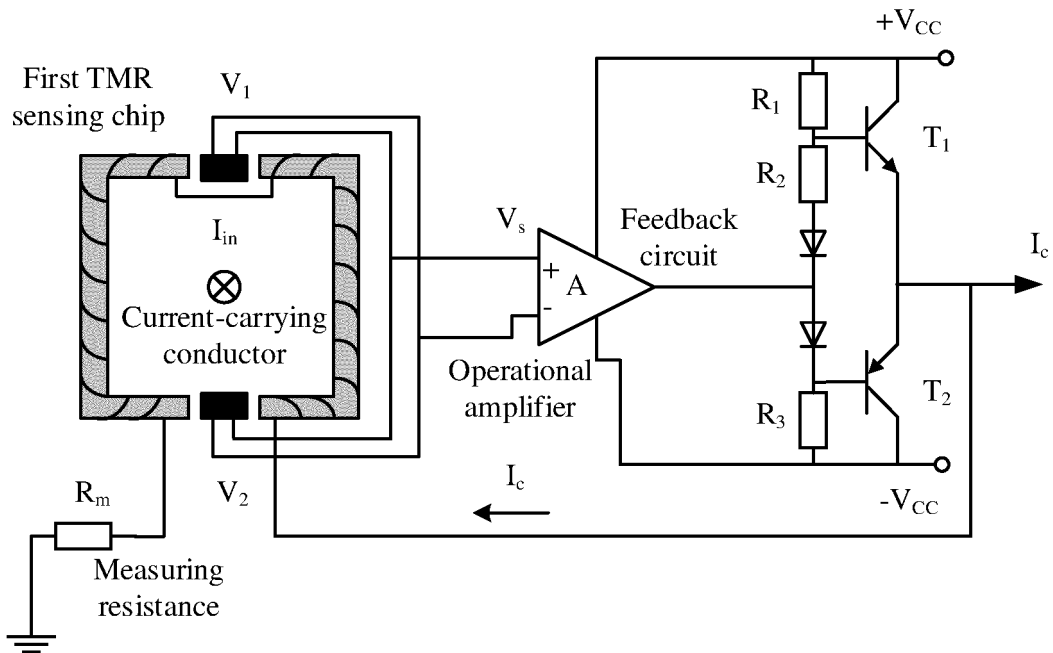 +V_CC
First TMR
sensing chip
V_1
R_1
T_1
R_2
I_in
V_s
Feedback
circuit
I_c
+
A
-
Current-carrying
conductor
Operational
amplifier
R_3
T_2
R_m
V_2
I_c
-V_CC
Measuring
resistance